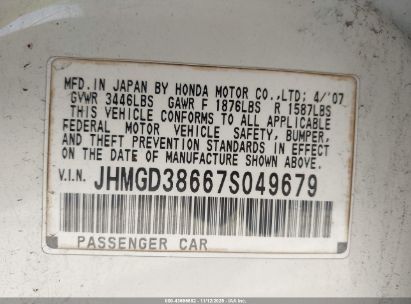 MFD. IN JAPAN BY HONDA MOTOR CO.,LTD; 4/'07
GVWR 3446LBS GAWR F 1876LBS R 1587LBS
THIS VEHICLE CONFORMS TO ALL APPLICABLE
FEDERAL MOTOR VEHICLE SAFETY, BUMPER,
AND THEFT PREVENTION STANDARDS IN EFFECT
ON THE DATE OF MANUFACTURE SHOWN ABOVE.
V.I.N. JHMGD38667S049679
PASSENGER CAR